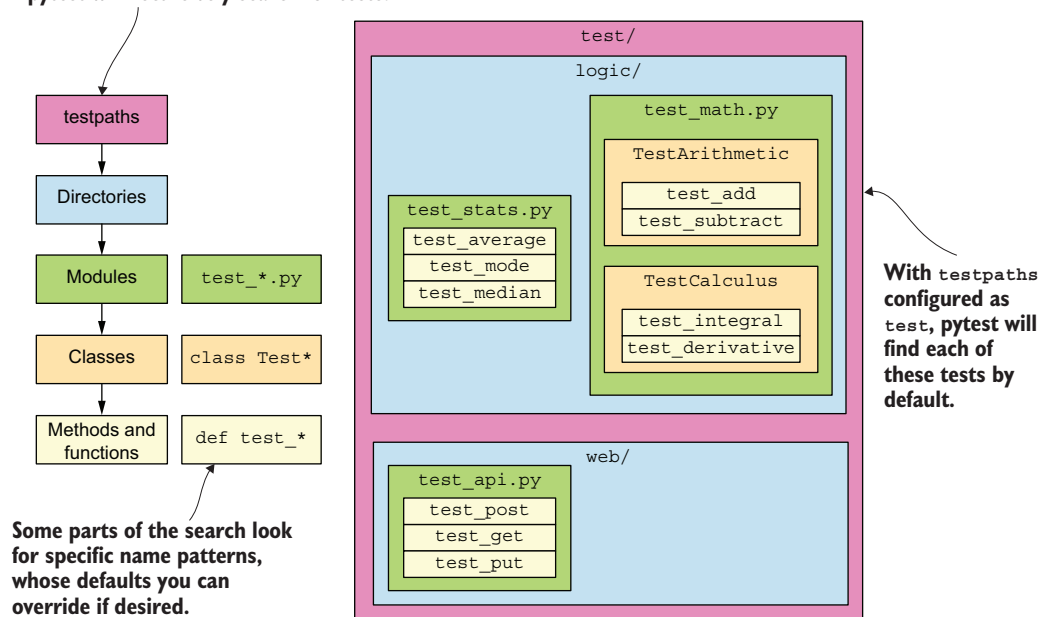 testpaths
Directories
Modules
test_*.py
Classes
class Test*
Methods and
functions
def test_*
Some parts of the search look
for specific name patterns,
whose defaults you can
override if desired.
test/
logic/
test_stats.py
test_average
test_mode
test_median
test_math.py
TestArithmetic
test_add
test_subtract
TestCalculus
test_integral
test_derivative
web/
test_api.py
test_post
test_get
test_put
With testpaths
configured as
test, pytest will
find each of
these tests by
default.